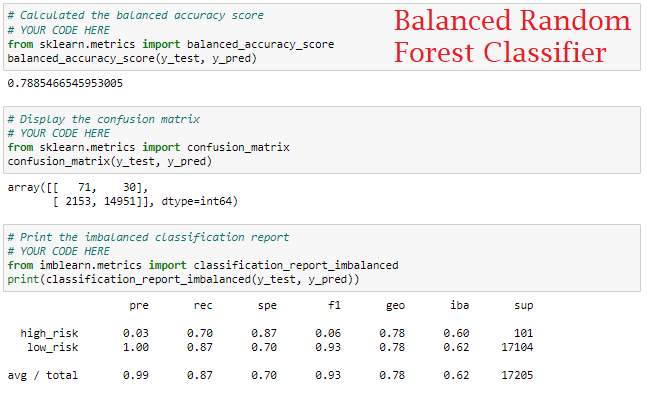 # Calculated the balanced accuracy score
# YOUR CODE HERE
from sklearn.metrics import balanced_accuracy_score
balanced_accuracy_score(y_test, y_pred)
Balanced Random
Forest Classifier
0.7885466545953005
# Display the confusion matrix
# YOUR CODE HERE
from sklearn.metrics import confusion_matrix
confusion_matrix(y_test, y_pred)
array([[   71,    30],
       [ 2153, 14951]], dtype=int64)
# Print the imbalanced classification report
# YOUR CODE HERE
from imblearn.metrics import classification_report_imbalanced
print(classification_report_imbalanced(y_test, y_pred))
pre rec spe f1 geo iba sup
high_risk 0.03 0.70 0.87 0.06 0.78 0.60 101
low_risk 1.00 0.87 0.70 0.93 0.78 0.62 17104
avg / total 0.99 0.87 0.70 0.93 0.78 0.62 17205